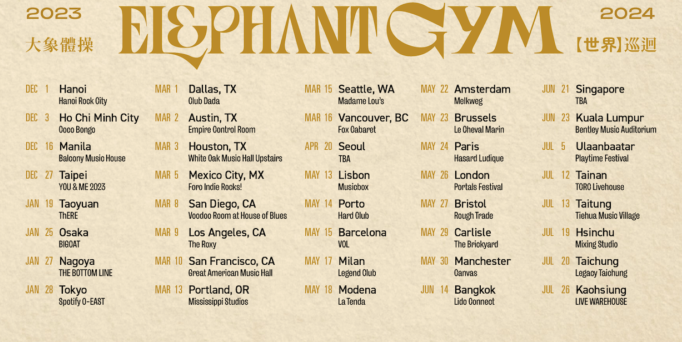 2023
大象體操
ELEPHANT GYM
2024
【世界】巡迴
DEC 1 Hanoi
Hanoi Rock City
DEC 3 Ho Chi Minh City
Coco Bongo
DEC 16 Manila
Balcony Music House
DEC 27 Taipei
YOU & ME 2023
JAN 19 Taoyuan
ThERE
JAN 25 Osaka
BIGCAT
JAN 27 Nagoya
THE BOTTOM LINE
JAN 28 Tokyo
Spotify O-EAST
MAR 1 Dallas, TX
Club Dada
MAR 2 Austin, TX
Empire Control Room
MAR 3 Houston, TX
White Oak Music Hall Upstairs
MAR 5 Mexico City, MX
Foro Indie Rocks!
MAR 8 San Diego, CA
Voodoo Room at House of Blues
MAR 9 Los Angeles, CA
The Roxy
MAR 10 San Francisco, CA
Great American Music Hall
MAR 13 Portland, OR
Mississippi Studios
MAR 15 Seattle, WA
Madame Lou's
MAR 16 Vancouver, BC
Fox Cabaret
APR 20 Seoul
TBA
MAY 13 Lisbon
Musicbox
MAY 14 Porto
Hard Club
MAY 15 Barcelona
VOL
MAY 17 Milan
Legend Club
MAY 18 Modena
La Tenda
MAY 22 Amsterdam
Melkweg
MAY 23 Brussels
Le Cheval Marin
MAY 24 Paris
Hasard Ludique
MAY 26 London
Portals Festival
MAY 27 Bristol
Rough Trade
MAY 29 Carlisle
The Brickyard
MAY 30 Manchester
Canvas
JUN 14 Bangkok
Lido Connect
JUN 21 Singapore
TBA
JUN 23 Kuala Lumpur
Bentley Music Auditorium
JUL 5 Ulaanbaatar
Playtime Festival
JUL 12 Tainan
TORO Livehouse
JUL 13 Taitung
Tiehua Music Village
JUL 19 Hsinchu
Mixing Studio
JUL 20 Taichung
Legacy Taichung
JUL 26 Kaohsiung
LIVE WAREHOUSE